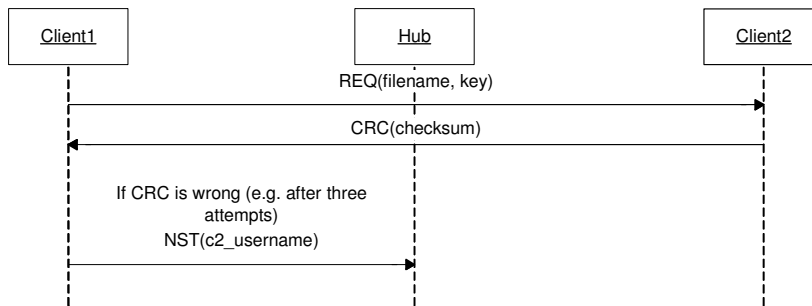 Client1
Hub
Client2
REQ(filename, key)
CRC(checksum)
If CRC is wrong (e.g. after three
attempts)
NST(c2_username)